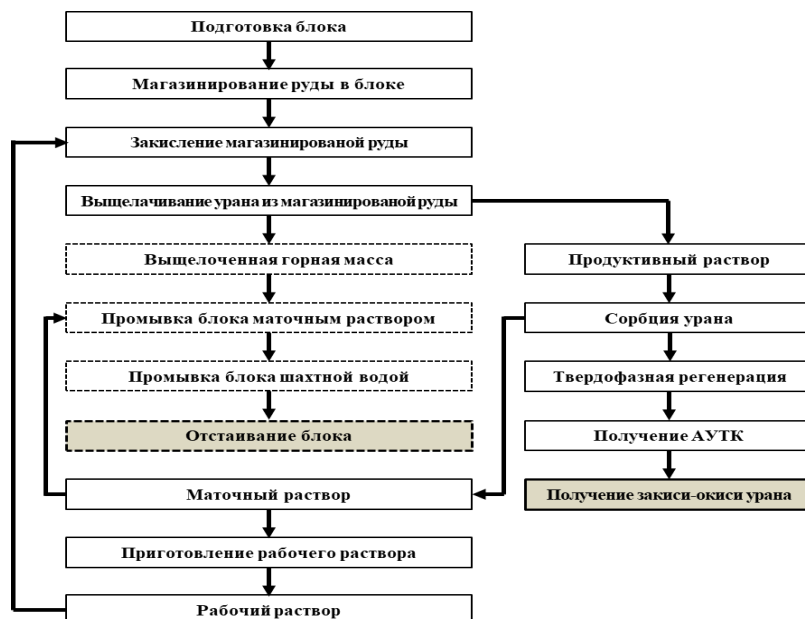 Подготовка блока
Магазинирование руды в блоке
Закисление магазинированой руды
Выщелачивание урана из магазинированой руды
Выщелоченная горная масса
Промывка блока маточным раствором
Промывка блока шахтной водой
Отстаивание блока
Маточный раствор
Приготовление рабочего раствора
Рабочий раствор
Продуктивный раствор
Сорбция урана
Твердофазная регенерация
Получение АУТК
Получение закиси-окиси урана